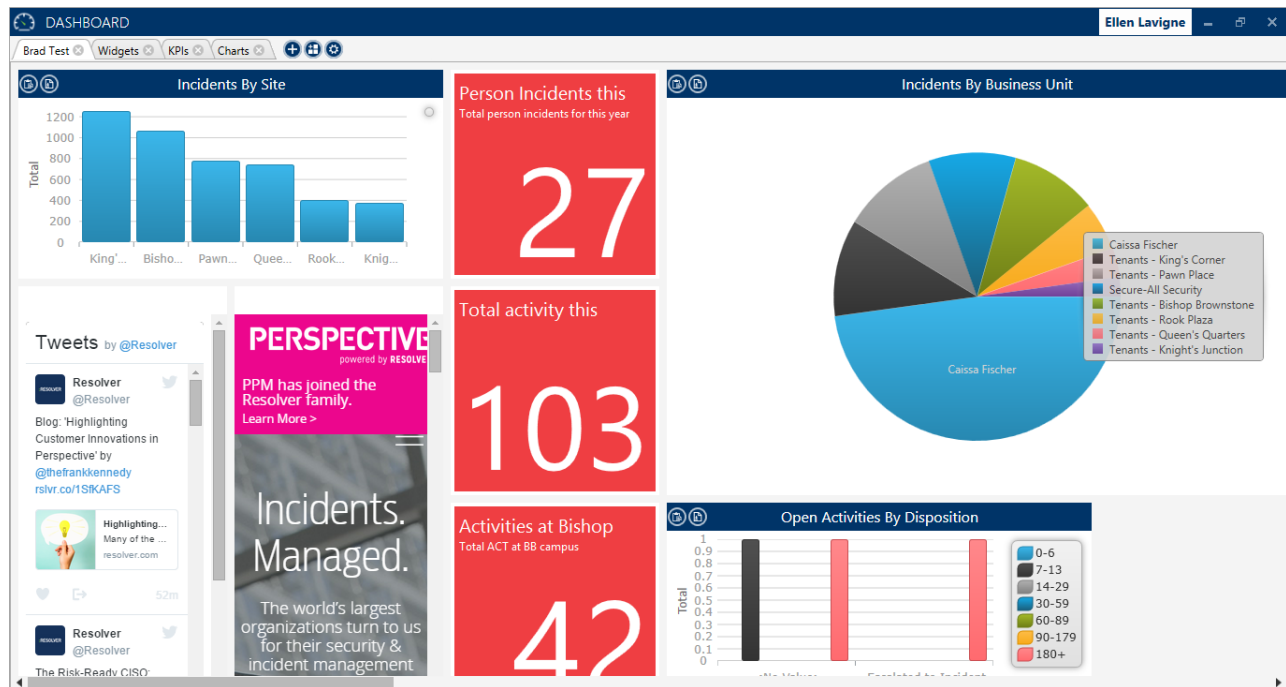 DASHBOARD
Ellen Lavigne
Brad Test
Widgets
KPIs
Charts
Incidents By Site
1200
1000
800
600
400
200
0
Total
King'...
Bisho...
Pawn...
Quee...
Rook...
Knig...
Tweets by @Resolver
RESOLVER
Resolver
@Resolver
Blog: 'Highlighting
Customer Innovations in
Perspective' by
@thefrankkennedy
rslvr.co/1SfKAFS
Highlighting...
Many of the ...
resolver.com
52m
RESOLVER
Resolver
@Resolver
The Risk-Ready CISO:
PERSPECTIVE
powered by RESOLVE
PPM has joined the
Resolver family.
Learn More >
Incidents.
Managed.
The world's largest
organizations turn to us
for their security &
incident management
Person Incidents this
Total person incidents for this year
27
Total activity this
103
Activities at Bishop
Total ACT at BB campus
42
Incidents By Business Unit
Caissa Fischer
Caissa Fischer
Tenants - King's Corner
Tenants - Pawn Place
Secure-All Security
Tenants - Bishop Brownstone
Tenants - Rook Plaza
Tenants - Queen's Quarters
Tenants - Knight's Junction
Open Activities By Disposition
1
0.9
0.8
0.7
0.6
0.5
0.4
0.3
0.2
0.1
0
Total
<No Value>
Escalated to Incident
0-6
7-13
14-29
30-59
60-89
90-179
180+